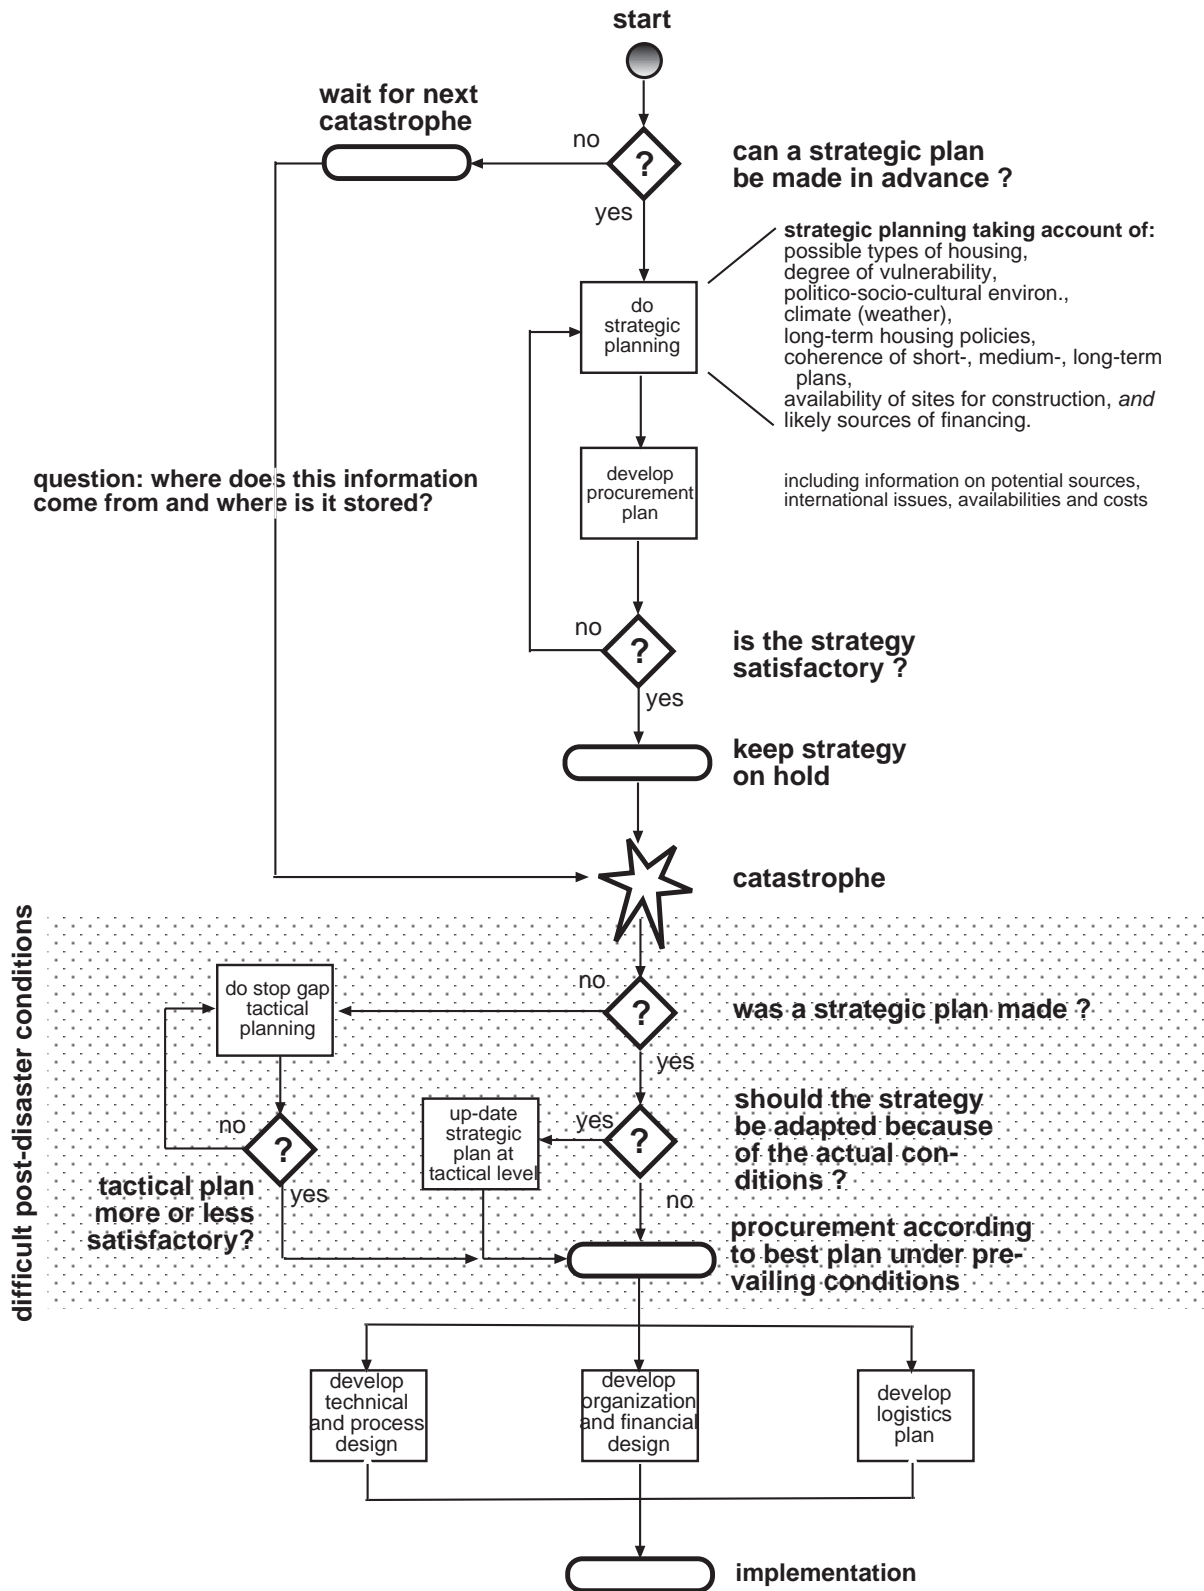 start
wait for next
catastrophe
no
?
can a strategic plan
be made in advance ?
yes
strategic planning taking account of:
possible types of housing,
degree of vulnerability,
politico-socio-cultural environ.,
climate (weather),
long-term housing policies,
coherence of short-, medium-, long-term
plans,
availability of sites for construction, and
likely sources of financing.
do
strategic
planning
question: where does this information
come from and where is it stored?
develop
procurement
plan
including information on potential sources,
international issues, availabilities and costs
no
?
is the strategy
satisfactory ?
yes
keep strategy
on hold
catastrophe
difficult post-disaster conditions
do stop gap
tactical
planning
no
?
was a strategic plan made ?
yes
no
?
tactical plan
more or less
satisfactory?
yes
up-date
strategic
plan at
tactical level
yes
?
should the strategy
be adapted because
of the actual con-
ditions ?
no
procurement according
to best plan under pre-
vailing conditions
develop
technical
and process
design
develop
organization
and financial
design
develop
logistics
plan
implementation